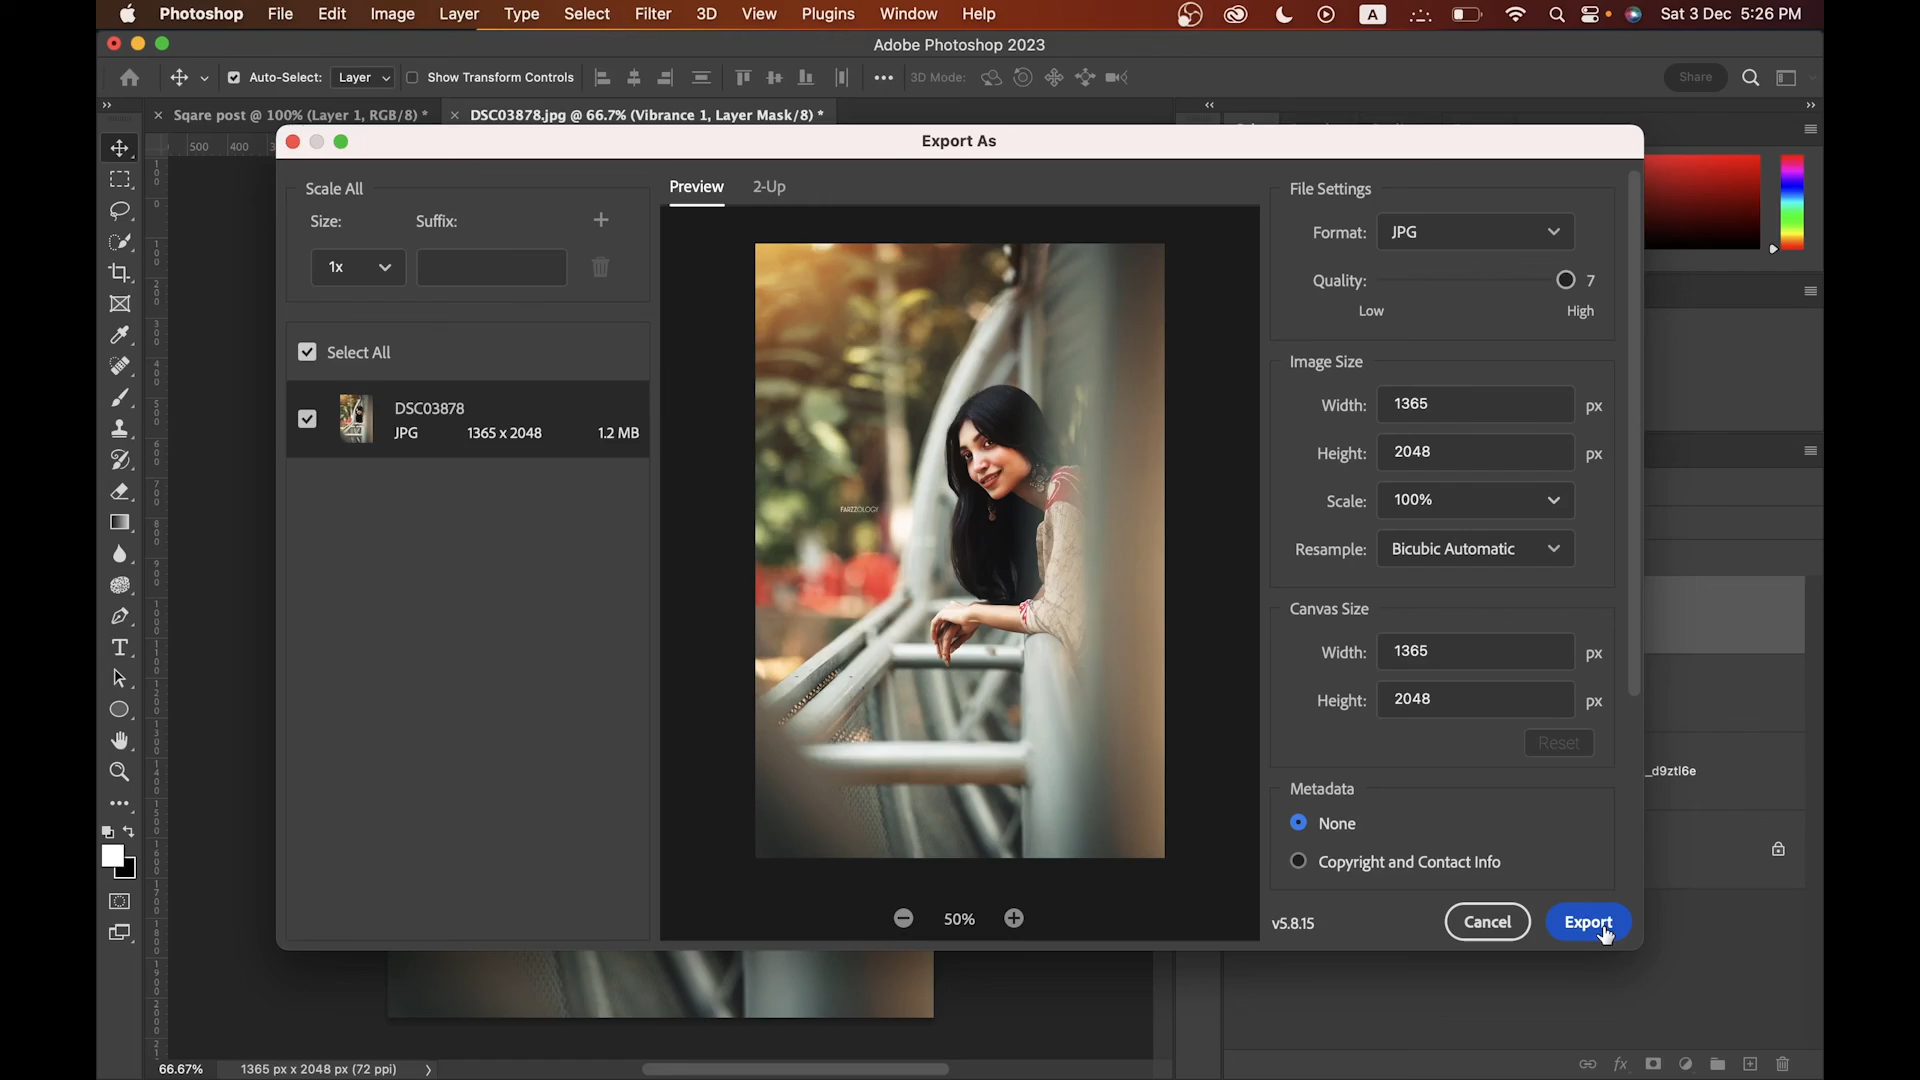 Photoshop File Edit Image Layer Type Select Filter 3D View Plugins Window Help A Sat 3 Dec 5:26 PM
Adobe Photoshop 2023
Auto-Select: Layer Show Transform Controls 3D Mode: Share
Sqare post @ 100% (Layer 1, RGB/8) * DSC03878.jpg @ 66.7% (Vibrance 1, Layer Mask/8) *
Export As
500 400
Scale All
Size: Suffix:
1x
Select All
DSC03878
JPG 1365 x 2048 1.2 MB
Preview 2-Up
FARZZOLOGY
50%
File Settings
Format: JPG
Quality: 7
Low High
Image Size
Width: 1365 px
Height: 2048 px
Scale: 100%
Resample: Bicubic Automatic
Canvas Size
Width: 1365 px
Height: 2048 px
Reset
Metadata
None
Copyright and Contact Info
v5.8.15 Cancel Export
_d9ztl6e
66.67% 1365 px x 2048 px (72 ppi)
fx